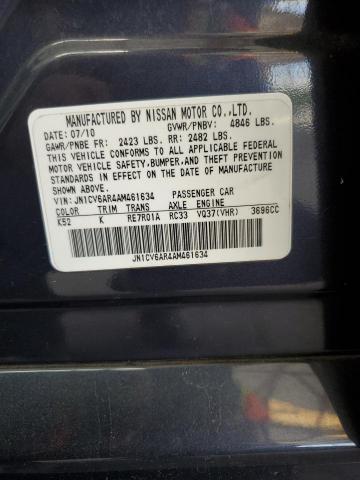 MANUFACTURED BY NISSAN MOTOR CO.,LTD.
DATE: 07/10 GVWR/PNBV: 4846 LBS.
GAWR/PNBE FR: 2423 LBS. RR: 2482 LBS.
THIS VEHICLE CONFORMS TO ALL APPLICABLE FEDERAL
MOTOR VEHICLE SAFETY,BUMPER,AND THEFT PREVENTION
STANDARDS IN EFFECT ON THE DATE OF MANUFACTURE
SHOWN ABOVE.
VIN: JN1CV6AR4AM461634 PASSENGER CAR
COLOR TRIM TRANS AXLE ENGINE
K52 K RE7R01A RC33 VQ37(VHR) 3696CC
JN1CV6AR4AM461634